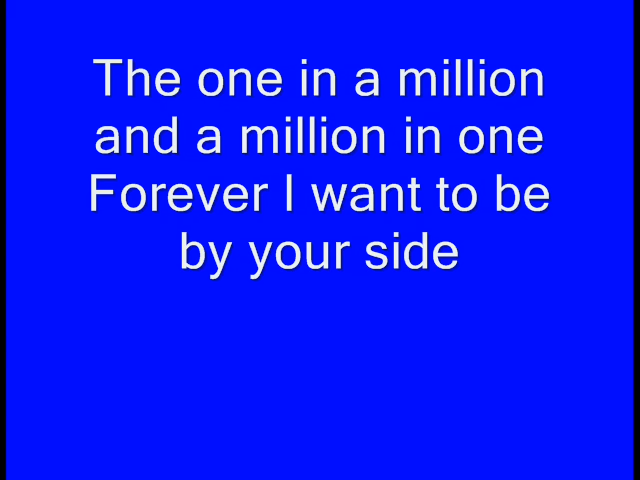 The one in a million
and a million in one
Forever I want to be
by your side